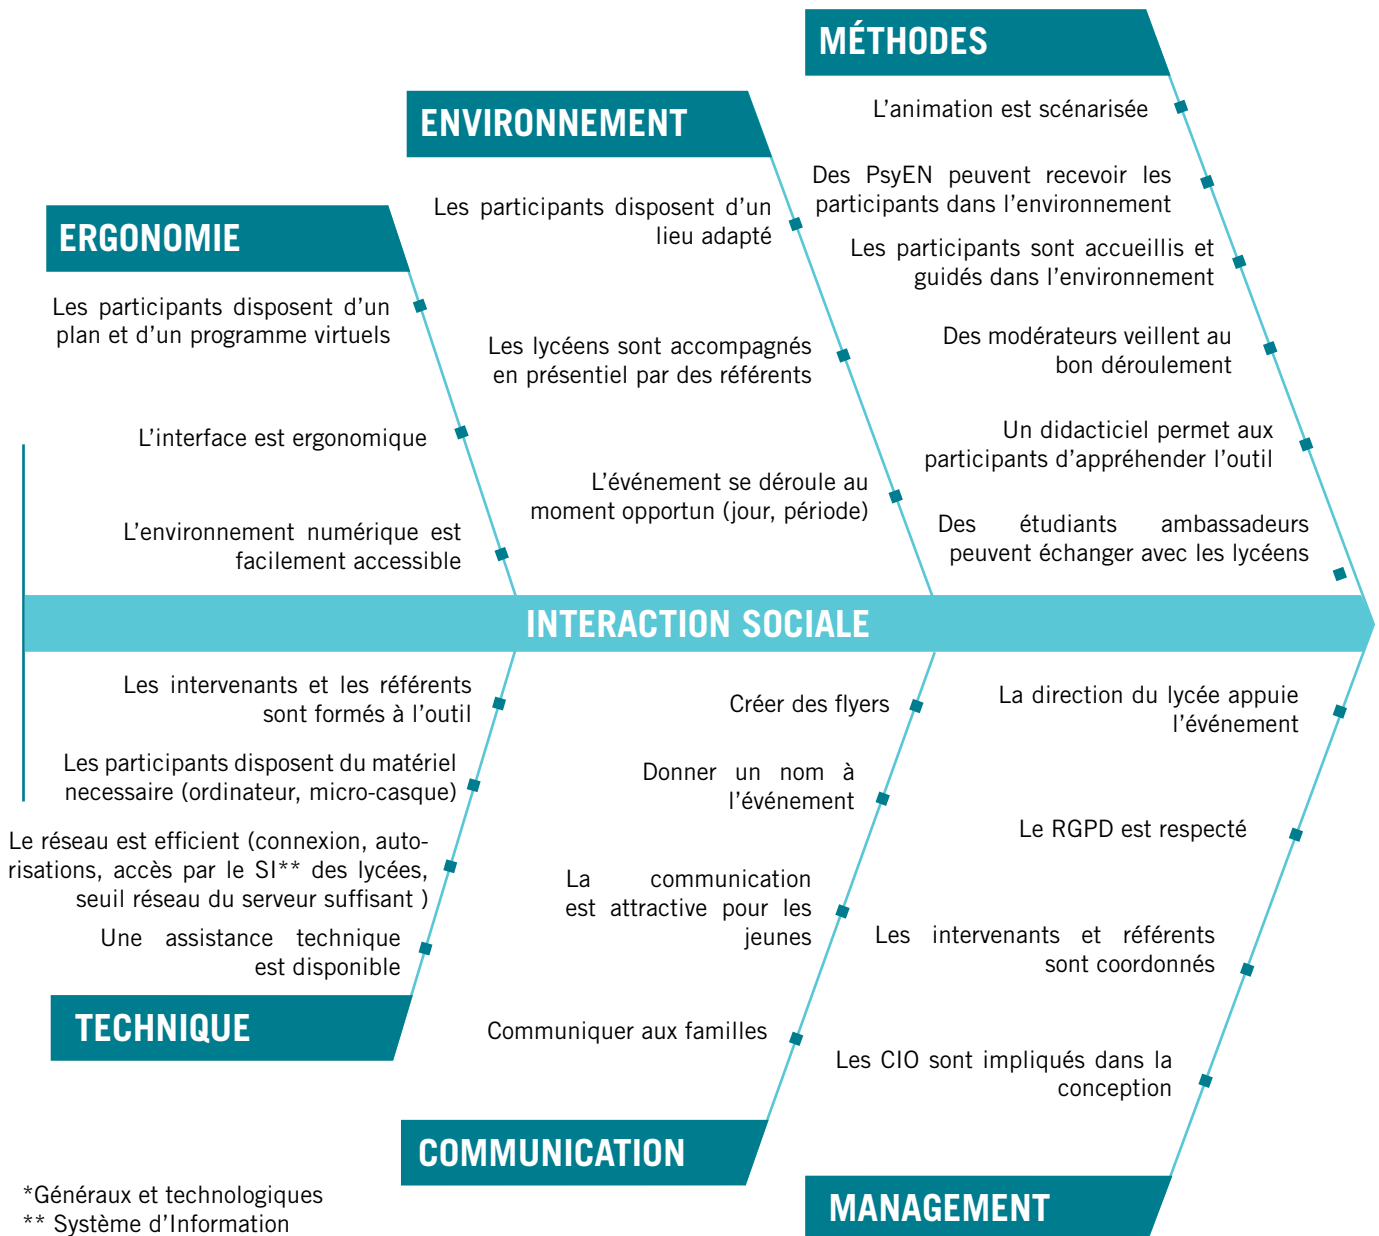 MÉTHODES
L'animation est scénarisée
Des PsyEN peuvent recevoir les
participants dans l'environnement
Les participants sont accueillis et
guidés dans l'environnement
Des modérateurs veillent au
bon déroulement
Un didacticiel permet aux
participants d'appréhender l'outil
Des étudiants ambassadeurs
peuvent échanger avec les lycéens
ENVIRONNEMENT
Les participants disposent d'un
lieu adapté
Les lycéens sont accompagnés
en présentiel par des référents
L'événement se déroule au
moment opportun (jour, période)
ERGONOMIE
Les participants disposent d'un
plan et d'un programme virtuels
L'interface est ergonomique
L'environnement numérique est
facilement accessible
INTERACTION SOCIALE
Les intervenants et les référents
sont formés à l'outil
Les participants disposent du matériel
necessaire (ordinateur, micro-casque)
Le réseau est efficient (connexion, auto-
risations, accès par le SI** des lycées,
seuil réseau du serveur suffisant )
Une assistance technique
est disponible
TECHNIQUE
Créer des flyers
Donner un nom à
l'événement
La communication
est attractive pour les
jeunes
Communiquer aux familles
COMMUNICATION
La direction du lycée appuie
l'événement
Le RGPD est respecté
Les intervenants et référents
sont coordonnés
Les CIO sont impliqués dans la
conception
MANAGEMENT
*Généraux et technologiques
** Système d'Information